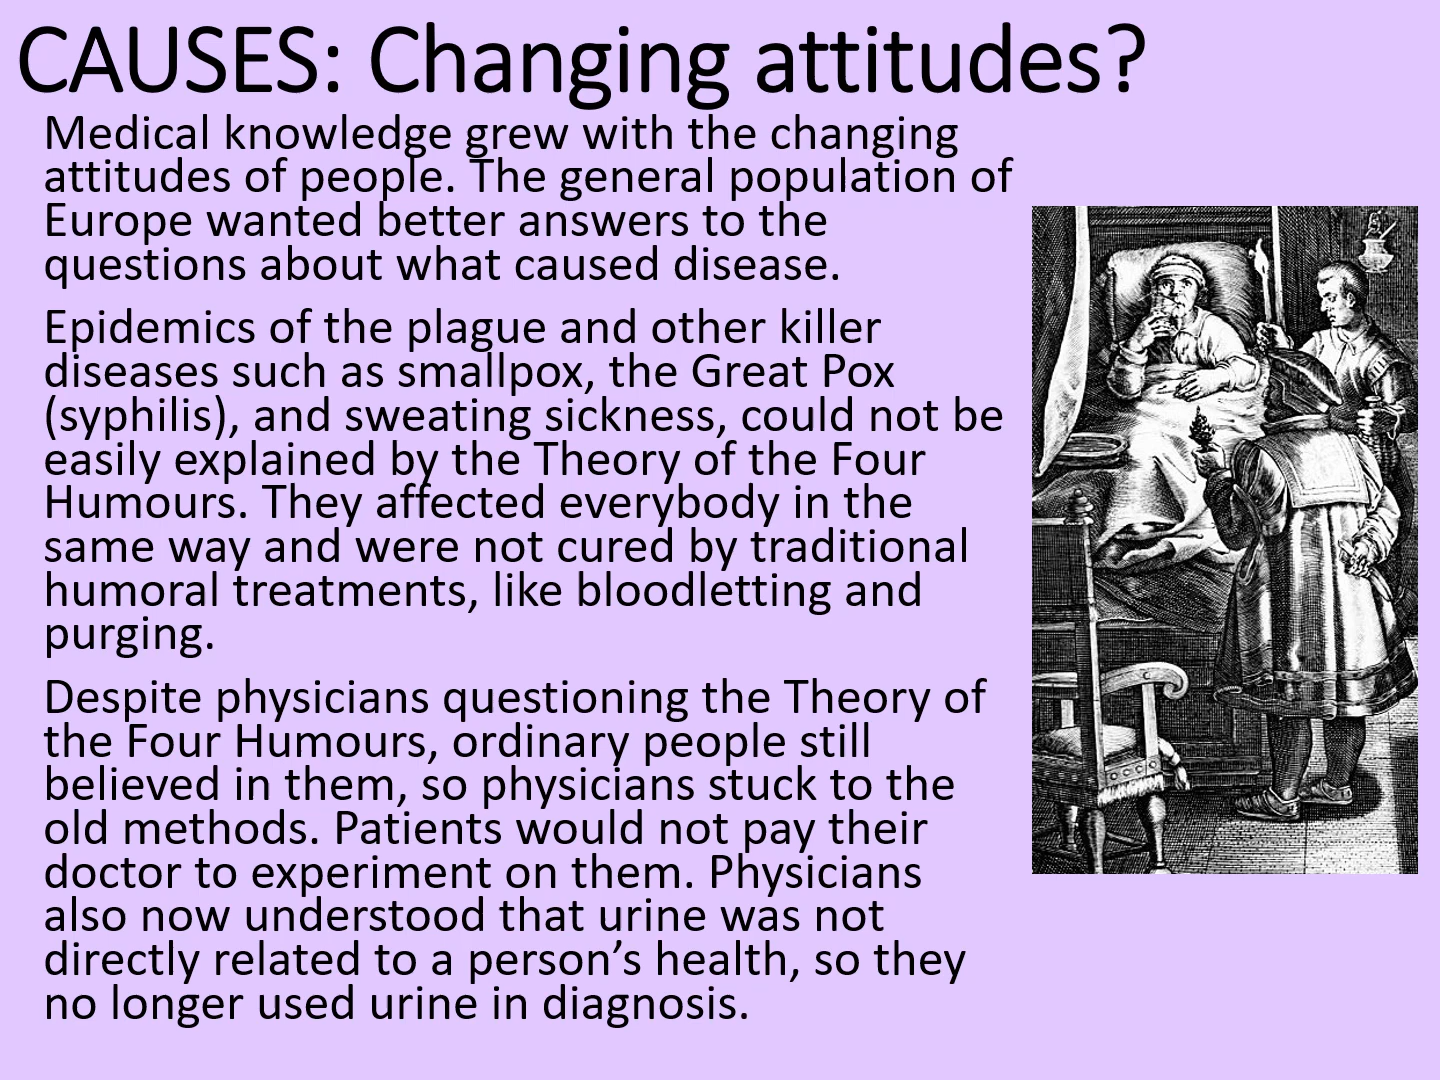 CAUSES: Changing attitudes?
Medical knowledge grew with the changing
attitudes of people. The general population of
Europe wanted better answers to the
questions about what caused disease.
Epidemics of the plague and other killer
diseases such as smallpox, the Great Pox
(syphilis), and sweating sickness, could not be
easily explained by the Theory of the Four
Humours. They affected everybody in the
same way and were not cured by traditional
humoral treatments, like bloodletting and
purging.
Despite physicians questioning the Theory of
the Four Humours, ordinary people still
believed in them, so physicians stuck to the
old methods. Patients would not pay their
doctor to experiment on them. Physicians
also now understood that urine was not
directly related to a person’s health, so they
no longer used urine in diagnosis.